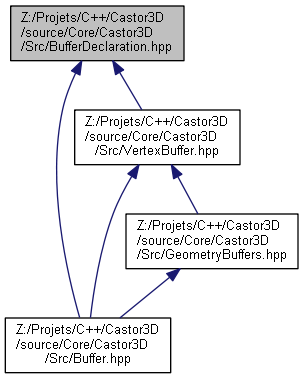 Z:/Projets/C++/Castor3D
/source/Core/Castor3D
/Src/BufferDeclaration.hpp
Z:/Projets/C++/Castor3D
/source/Core/Castor3D
/Src/VertexBuffer.hpp
Z:/Projets/C++/Castor3D
/source/Core/Castor3D
/Src/GeometryBuffers.hpp
Z:/Projets/C++/Castor3D
/source/Core/Castor3D
/Src/Buffer.hpp